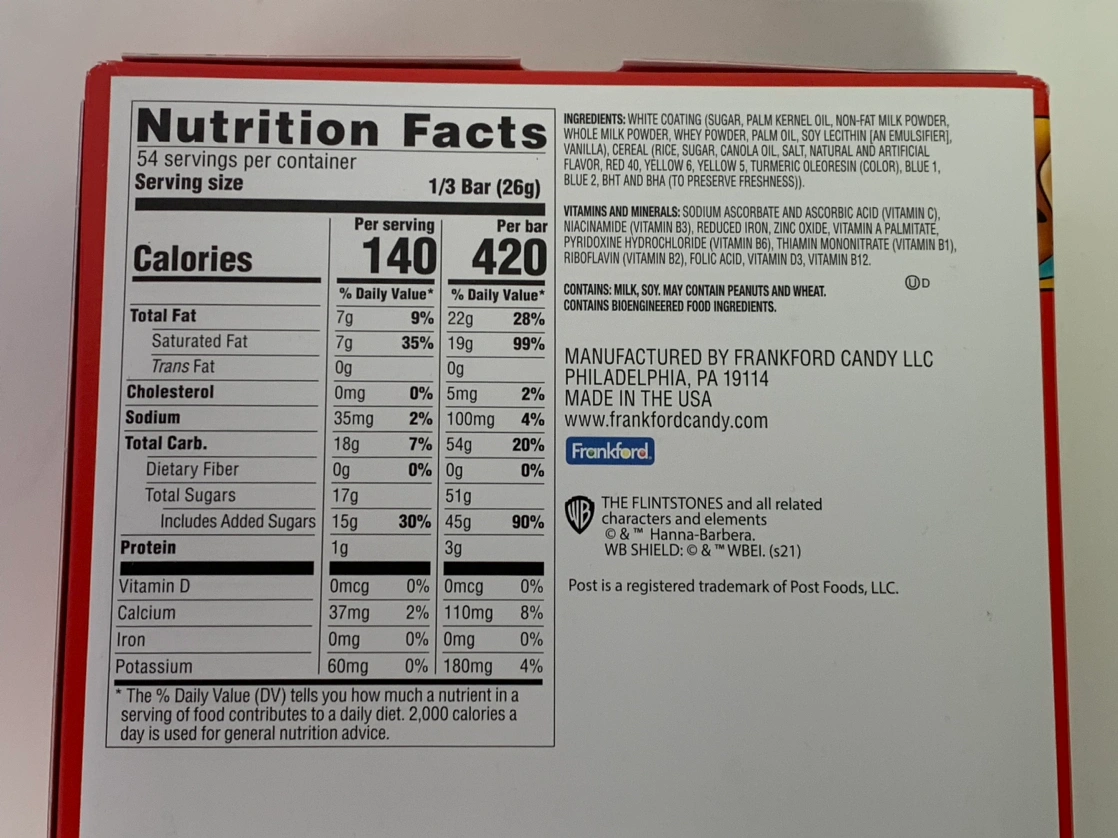 Nutrition Facts
54 servings per container
Serving size 1/3 Bar (26g)
Per serving Per bar
Calories 140 420
% Daily Value* % Daily Value*
Total Fat 7g 9% 22g 28%
Saturated Fat 7g 35% 19g 99%
Trans Fat 0g 0g
Cholesterol 0mg 0% 5mg 2%
Sodium 35mg 2% 100mg 4%
Total Carb. 18g 7% 54g 20%
Dietary Fiber 0g 0% 0g 0%
Total Sugars 17g 51g
Includes Added Sugars 15g 30% 45g 90%
Protein 1g 3g
Vitamin D 0mcg 0% 0mcg 0%
Calcium 37mg 2% 110mg 8%
Iron 0mg 0% 0mg 0%
Potassium 60mg 0% 180mg 4%
* The % Daily Value (DV) tells you how much a nutrient in a
serving of food contributes to a daily diet. 2,000 calories a
day is used for general nutrition advice.
INGREDIENTS: WHITE COATING (SUGAR, PALM KERNEL OIL, NON-FAT MILK POWDER,
WHOLE MILK POWDER, WHEY POWDER, PALM OIL, SOY LECITHIN [AN EMULSIFIER],
VANILLA), CEREAL (RICE, SUGAR, CANOLA OIL, SALT, NATURAL AND ARTIFICIAL
FLAVOR, RED 40, YELLOW 6, YELLOW 5, TURMERIC OLEORESIN (COLOR), BLUE 1,
BLUE 2, BHT AND BHA (TO PRESERVE FRESHNESS)).
VITAMINS AND MINERALS: SODIUM ASCORBATE AND ASCORBIC ACID (VITAMIN C),
NIACINAMIDE (VITAMIN B3), REDUCED IRON, ZINC OXIDE, VITAMIN A PALMITATE,
PYRIDOXINE HYDROCHLORIDE (VITAMIN B6), THIAMIN MONONITRATE (VITAMIN B1),
RIBOFLAVIN (VITAMIN B2), FOLIC ACID, VITAMIN D3, VITAMIN B12.
Ⓤ D
CONTAINS: MILK, SOY. MAY CONTAIN PEANUTS AND WHEAT.
CONTAINS BIOENGINEERED FOOD INGREDIENTS.
MANUFACTURED BY FRANKFORD CANDY LLC
PHILADELPHIA, PA 19114
MADE IN THE USA
www.frankfordcandy.com
Frankford.
WB
THE FLINTSTONES and all related
characters and elements
© & ™ Hanna-Barbera.
WB SHIELD: © & ™ WBEI. (s21)
Post is a registered trademark of Post Foods, LLC.